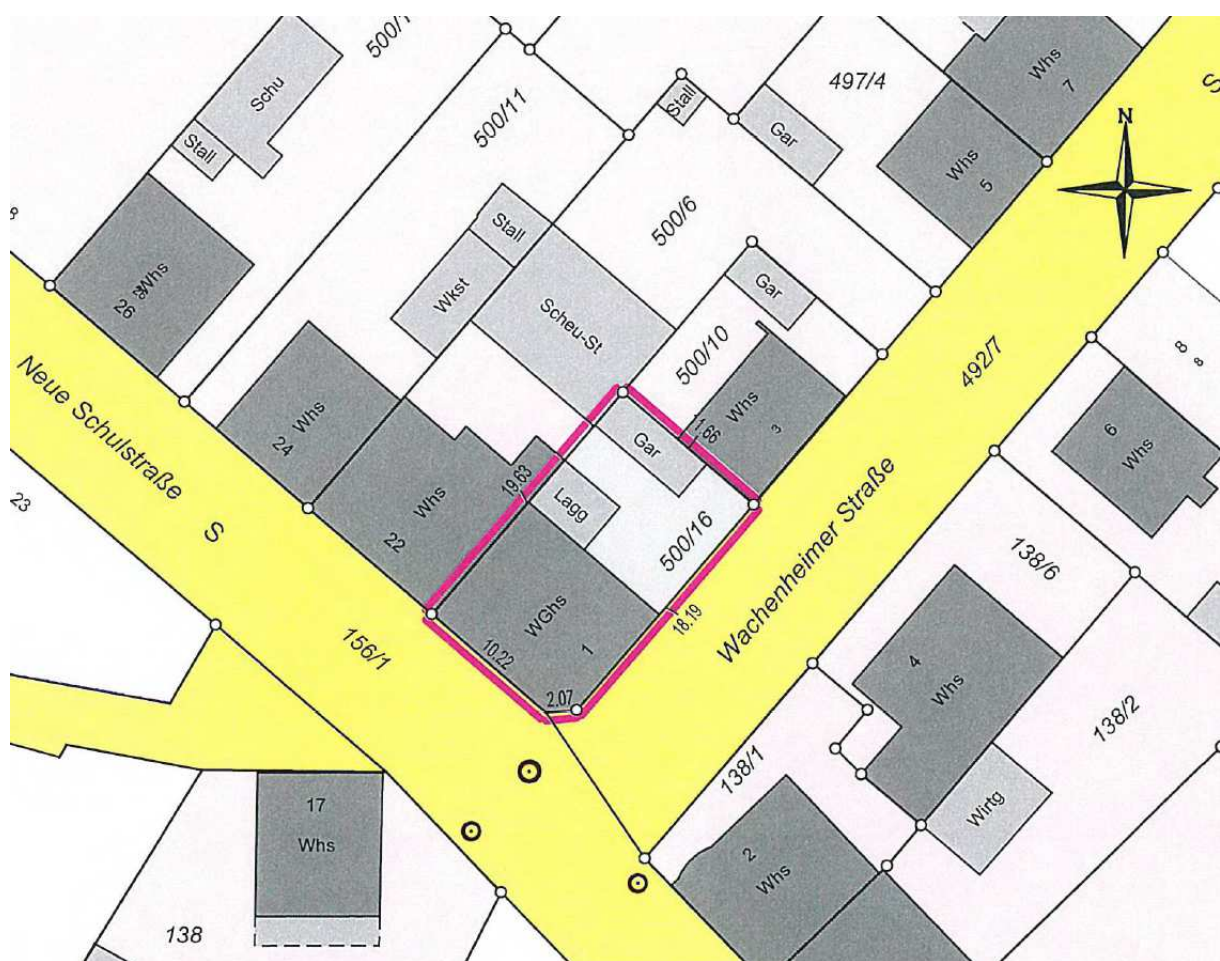 500/1
Schu
Stall
500/11
Stall
497/4
Gar
Whs
7
S
N
Whs
5
500/6
Stall
Wkst
Scheu-St
Gar
500/10
Whs
3
1.66
Whs
26
Neue Schulstraße
S
23
Whs
24
Whs
22
19.63
Gar
Lagg
500/16
WGhs
1
10.22
2.07
18.19
492/7
8
8
6
Whs
Wachenheimer Straße
138/6
156/1
4
Whs
138/2
138/1
Wirtg
2
Whs
17
Whs
138